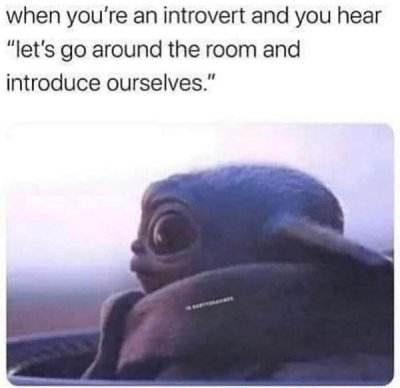 when you're an introvert and you hear
"let's go around the room and
introduce ourselves."